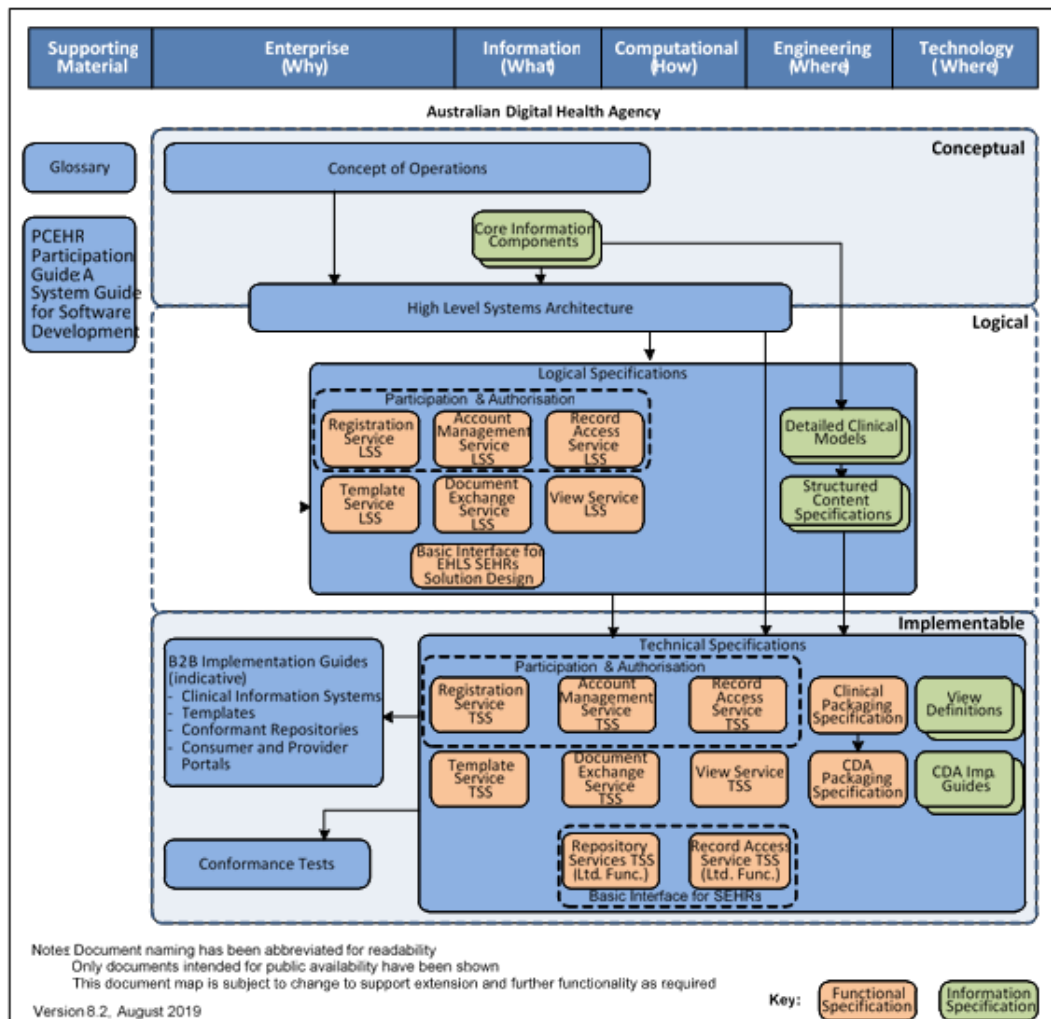 Supporting
Material
Enterprise
(Why)
Information
(What)
Computational
(How)
Engineering
(Where)
Technology
( Where)
Australian Digital Health Agency
Conceptual
Glossary
Concept of Operations
PCEHR
Participation
Guide: A
System Guide
for Software
Development
Core Information
Components
High Level Systems Architecture
Logical
Logical Specifications
Participation & Authorisation
Registration
Service
LSS
Account
Management
Service
LSS
Record
Access
Service
LSS
Detailed Clinical
Models
Template
Service
LSS
Document
Exchange
Service
LSS
View Service
LSS
Structured
Content
Specifications
Basic Interface for
EHLS SEHRs
Solution Design
Implementable
Technical Specifications
B2B Implementation Guides
(indicative)
- Clinical Information Systems
- Templates
- Conformant Repositories
- Consumer and Provider
Portals
Participation & Authorisation
Registration
Service
TSS
Account
Management
Service
TSS
Record
Access
Service
TSS
Clinical
Packaging
Specification
View
Definitions
Template
Service
TSS
Document
Exchange
Service
TSS
View Service
TSS
CDA
Packaging
Specification
CDA Imp.
Guides
Conformance Tests
Repository
Services TSS
(Ltd. Func.)
Record Access
Service TSS
(Ltd. Func.)
Basic Interface for SEHRs
Notes: Document naming has been abbreviated for readability
Only documents intended for public availability have been shown
This document map is subject to change to support extension and further functionality as required
Version 8.2, August 2019
Key:
Functional
Specification
Information
Specification